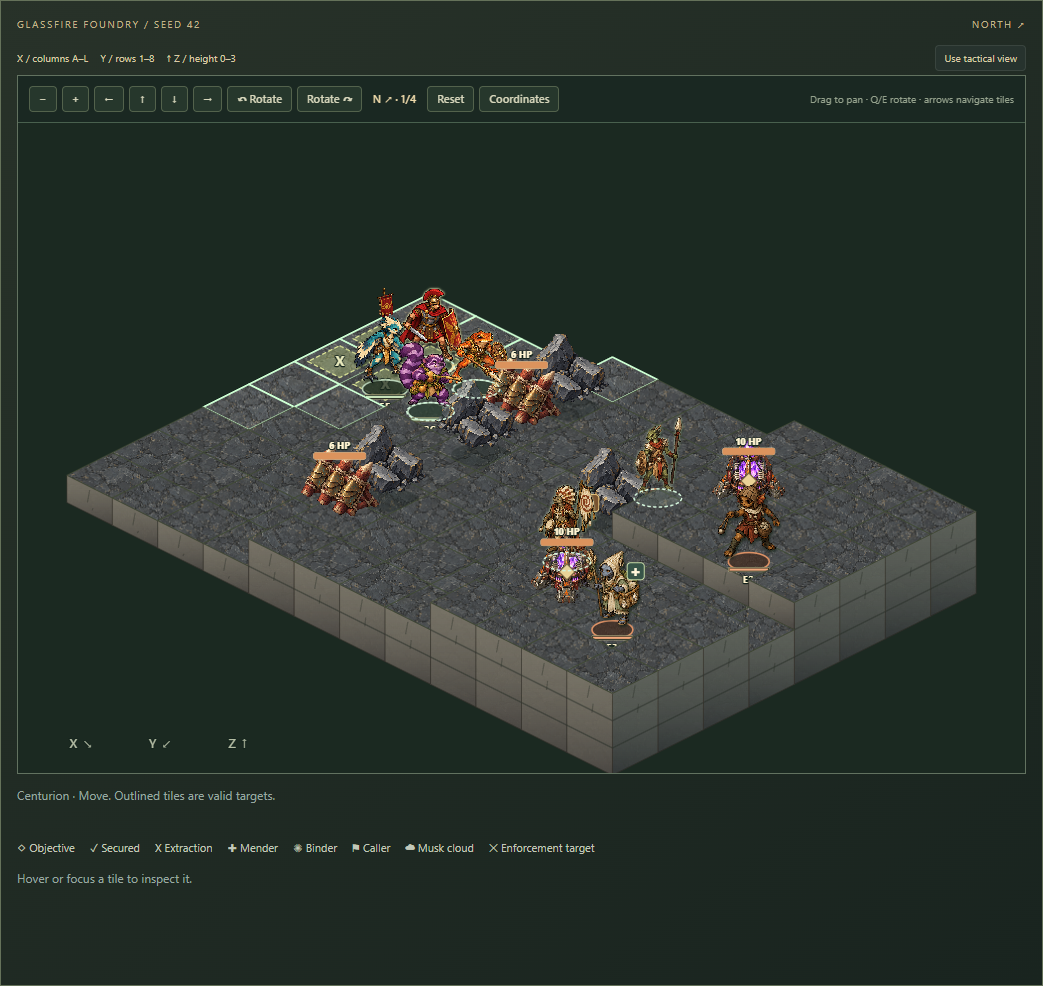 GLASSFIRE FOUNDRY / SEED 42
NORTH ↗
X / columns A–L Y / rows 1–8 ↑ Z / height 0–3
Use tactical view
− + ← ↑ ↓ → ↶ Rotate Rotate ↷ N ↗ · 1/4 Reset Coordinates
Drag to pan · Q/E rotate · arrows navigate tiles
6 HP
X
X
6 HP
10 HP
10 HP
X ↘ Y ↙ Z ↑
Centurion · Move. Outlined tiles are valid targets.
◇ Objective ✓ Secured X Extraction ✚ Mender ❋ Binder ⚑ Caller ☁ Musk cloud ✕ Enforcement target
Hover or focus a tile to inspect it.